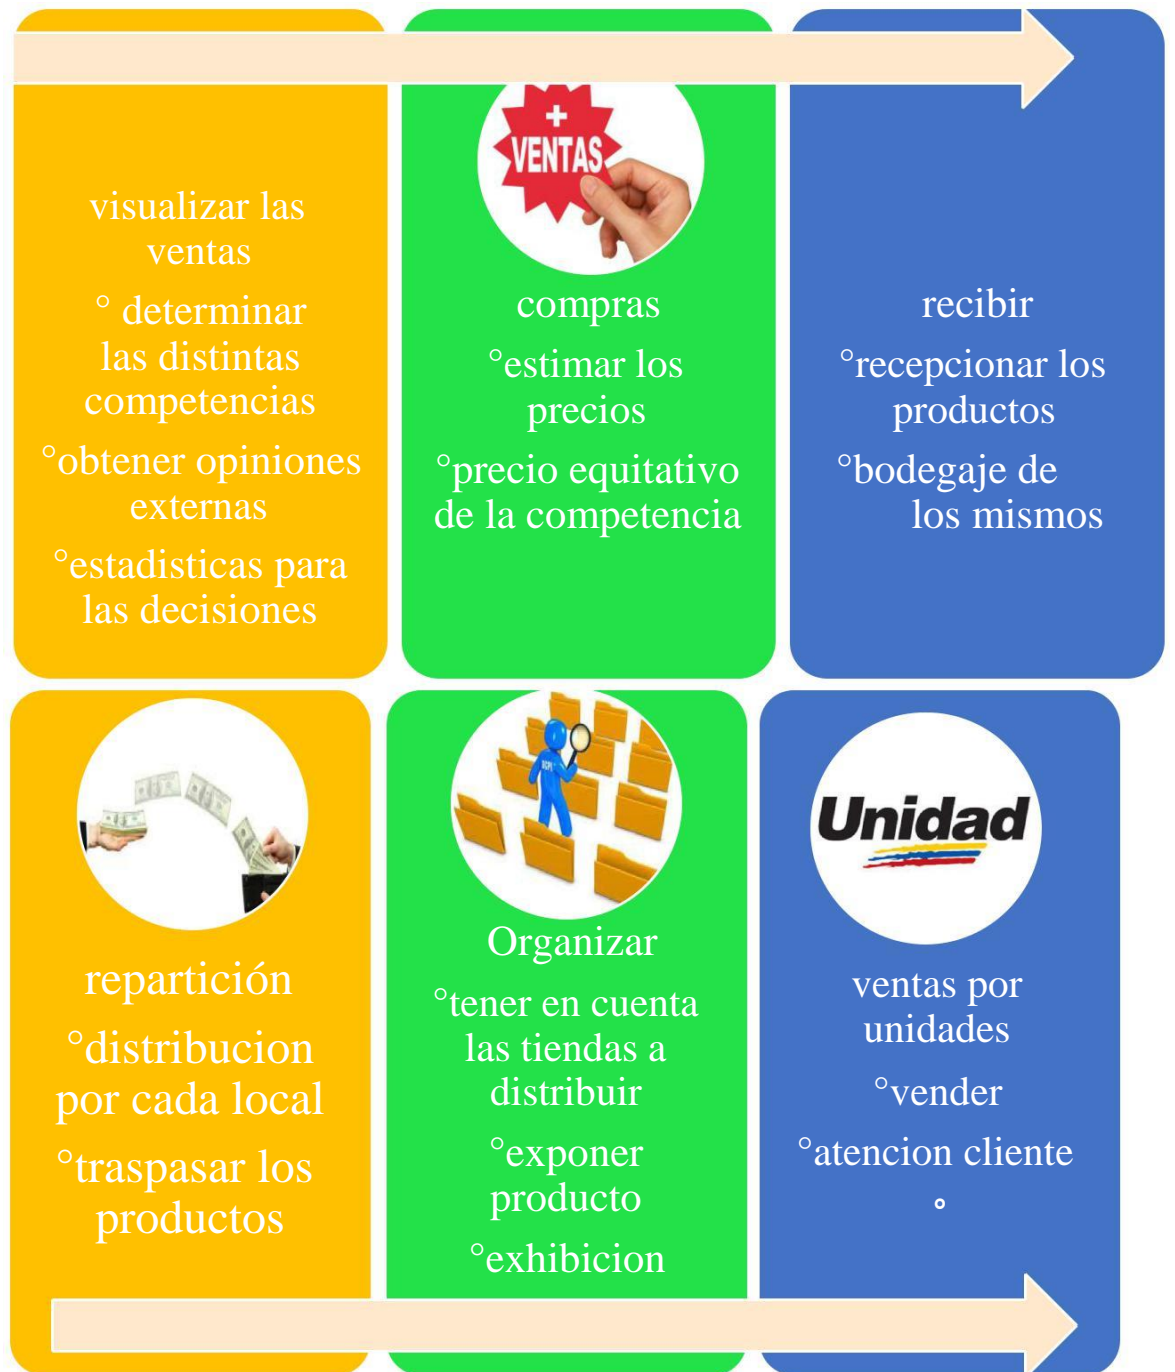 +
VENTAS
visualizar las
ventas
° determinar
las distintas
competencias
°obtener opiniones
externas
°estadisticas para
las decisiones
compras
°estimar los
precios
°precio equitativo
de la competencia
recibir
°recepcionar los
productos
°bodegaje de
los mismos
repartición
°distribucion
por cada local
°traspasar los
productos
Organizar
°tener en cuenta
las tiendas a
distribuir
°exponer
producto
°exhibicion
Unidad
ventas por
unidades
°vender
°atencion cliente
°